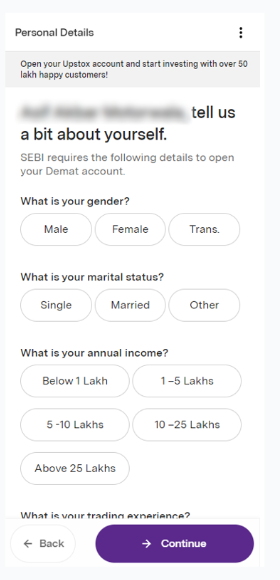 Personal Details
Open your Upstox account and start investing with over 50
lakh happy customers!
tell us
a bit about yourself.
SEBI requires the following details to open
your Demat account.
What is your gender?
Male Female Trans.
What is your marital status?
Single Married Other
What is your annual income?
Below 1 Lakh 1 –5 Lakhs
5 -10 Lakhs 10 –25 Lakhs
Above 25 Lakhs
What is your trading experience?
← Back → Continue